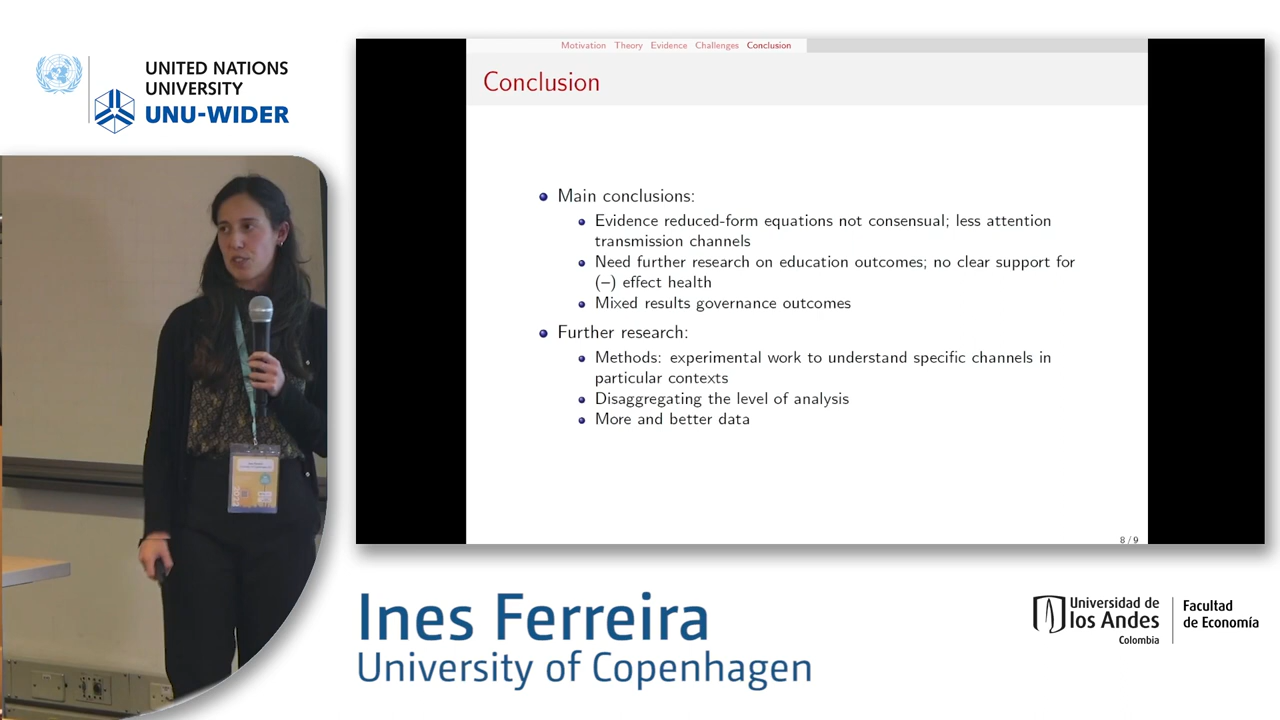 UNITED NATIONS
UNIVERSITY
UNU-WIDER
Motivation Theory Evidence Challenges Conclusion
Conclusion
Main conclusions:
Evidence reduced-form equations not consensual; less attention
transmission channels
Need further research on education outcomes; no clear support for
(–) effect health
Mixed results governance outcomes
Further research:
Methods: experimental work to understand specific channels in
particular contexts
Disaggregating the level of analysis
More and better data
8 / 9
Ines Ferreira
University of Copenhagen
Universidad de
los Andes
Colombia
Facultad
de Economía